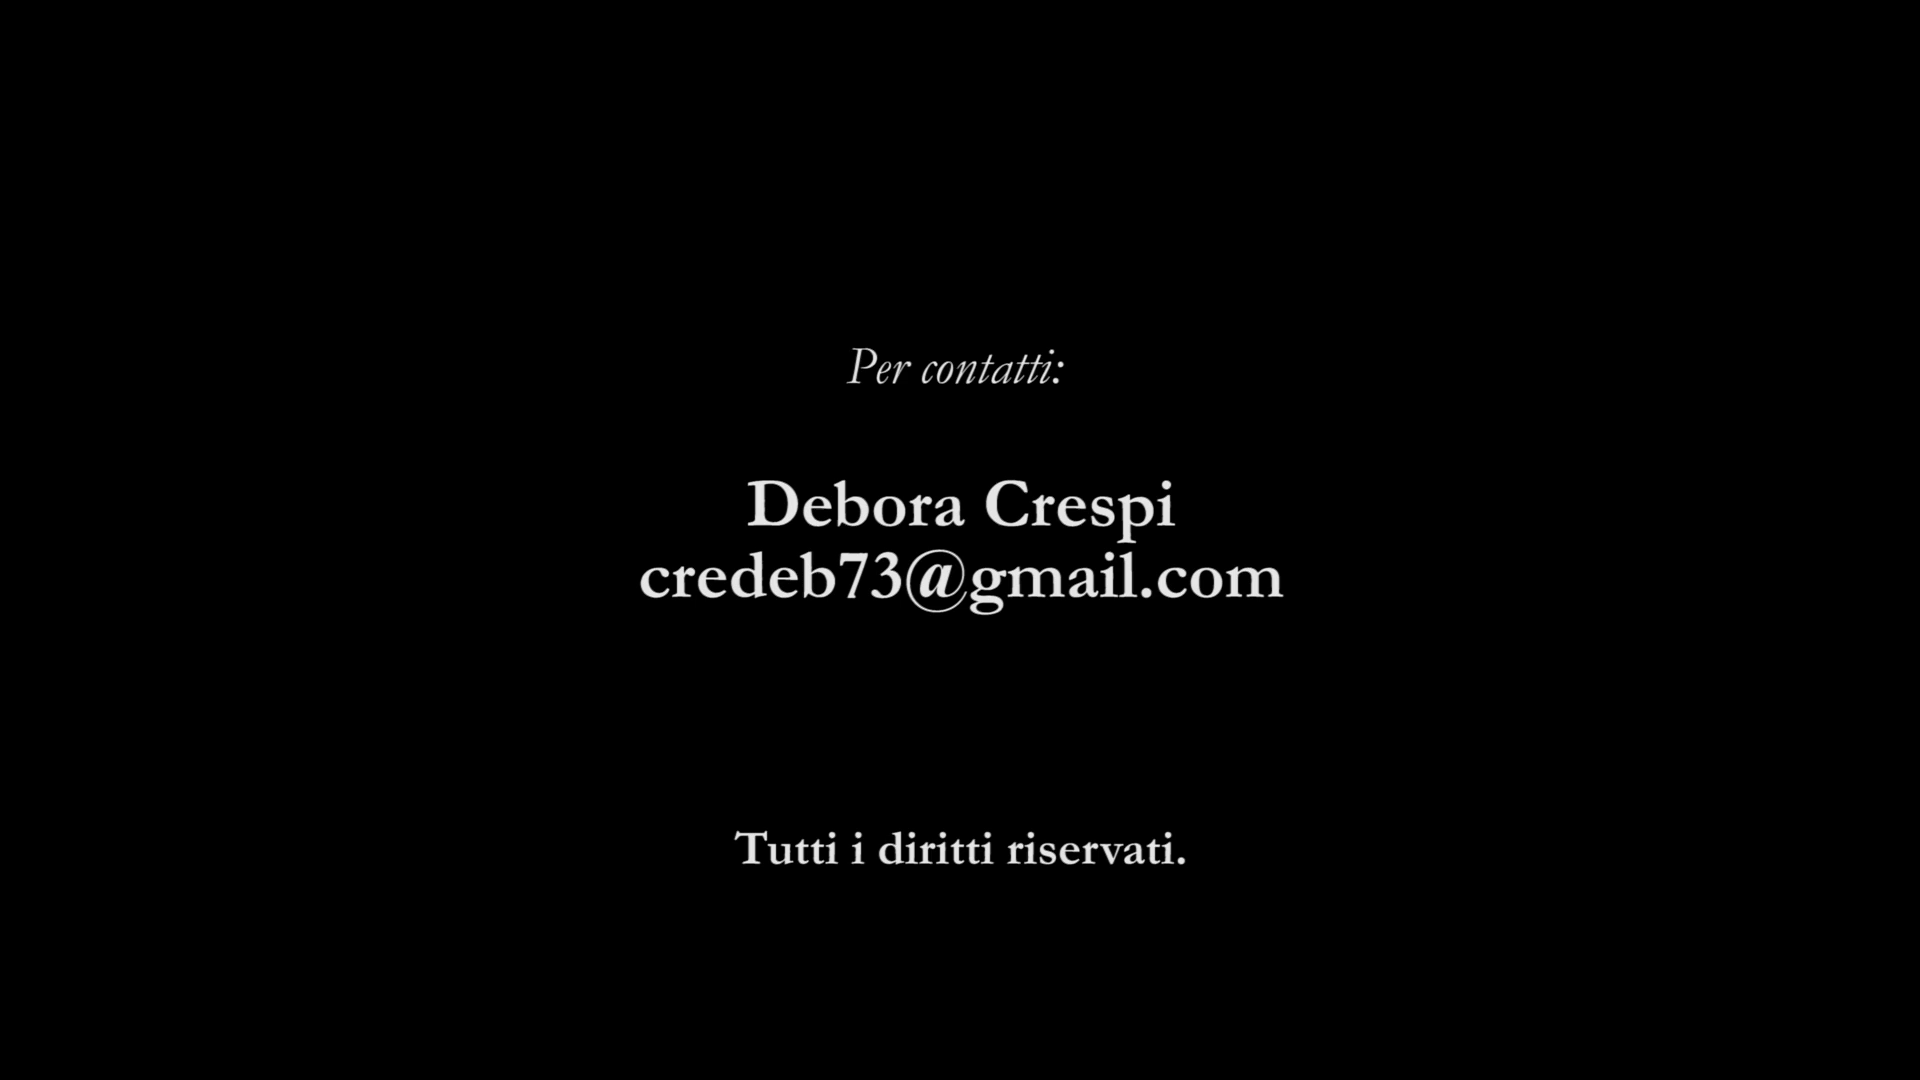 Per contatti:
Debora Crespi
credeb73@gmail.com
Tutti i diritti riservati.